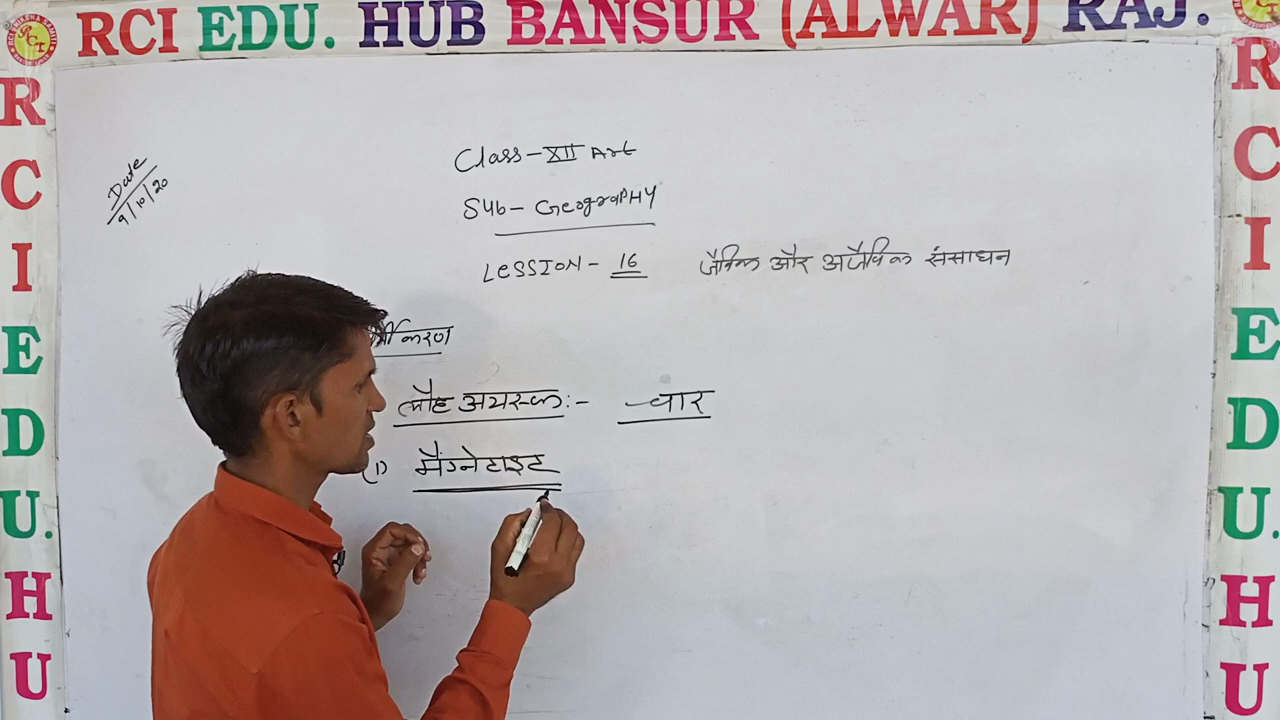 RCI EDU. HUB BANSUR (ALWAR) RAJ.
R
C
I
E
D
U.
H
U
Date
9/10/20
Class-XII Art
Sub- GeograPHY
LeSSION- 16 जैविक और अजैविक संसाधन
लौह अयस्क:- चार
(1) मैग्नेटाइट
R
C
I
E
D
U.
H
U